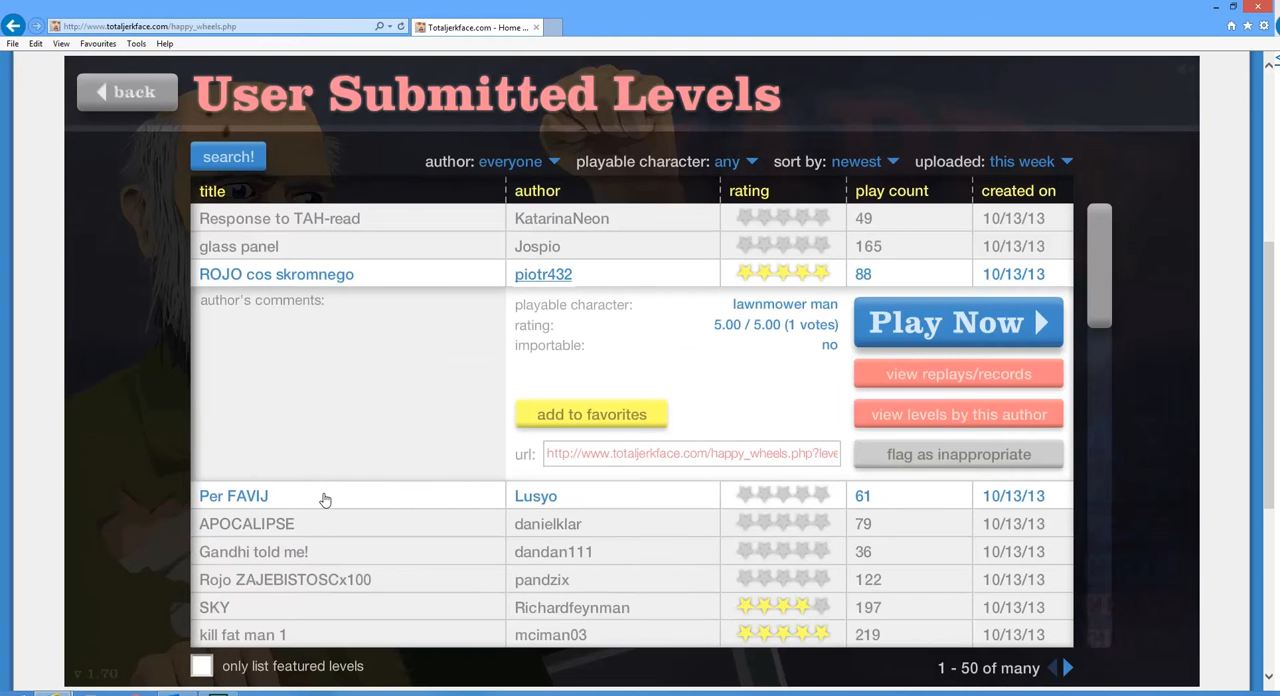 http://www.totaljerkface.com/happy_wheels.php
Totaljerkface.com - Home ...
File Edit View Favourites Tools Help
back
User Submitted Levels
search!
author: everyone playable character: any sort by: newest uploaded: this week
title author rating play count created on
Response to TAH-read KatarinaNeon 49 10/13/13
glass panel Jospio 165 10/13/13
ROJO cos skromnego piotr432 88 10/13/13
author's comments:
playable character: lawnmower man
rating: 5.00 / 5.00 (1 votes)
importable: no
Play Now
view replays/records
add to favorites
view levels by this author
url: http://www.totaljerkface.com/happy_wheels.php?leve
flag as inappropriate
Per FAVIJ Lusyo 61 10/13/13
APOCALIPSE danielklar 79 10/13/13
Gandhi told me! dandan111 36 10/13/13
Rojo ZAJEBISTOSCx100 pandzix 122 10/13/13
SKY Richardfeynman 197 10/13/13
kill fat man 1 mciman03 219 10/13/13
only list featured levels
1 - 50 of many
v 1.70